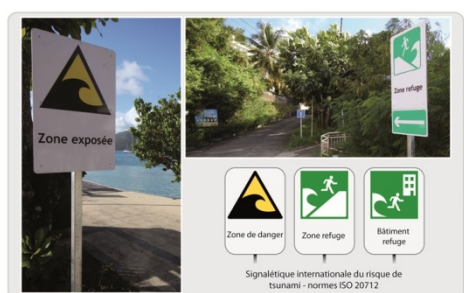 Zone exposée
Zone refuge
Zone de danger
Zone refuge
Bâtiment
refuge
Signalétique internationale du risque de
tsunami - normes ISO 20712